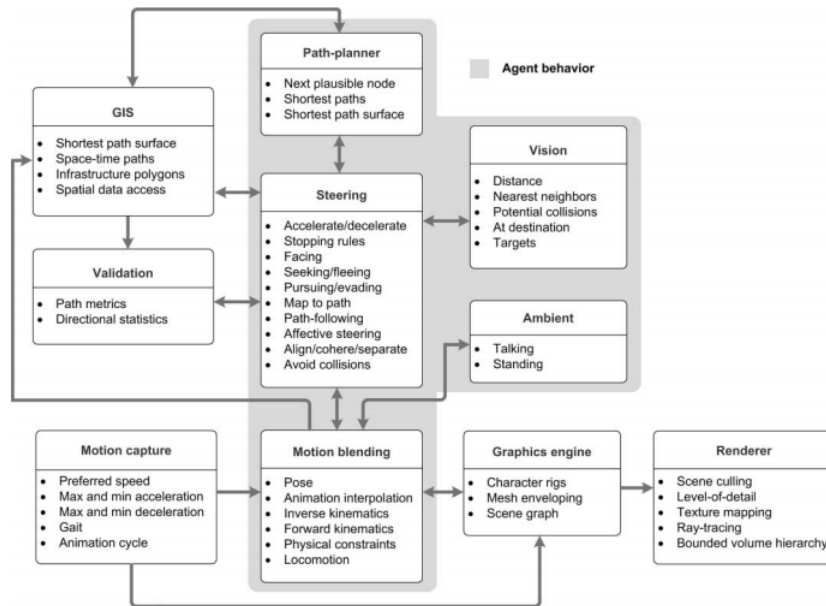 Path-planner
• Next plausible node
• Shortest paths
• Shortest path surface
Agent behavior
GIS
• Shortest path surface
• Space-time paths
• Infrastructure polygons
• Spatial data access
Vision
• Distance
• Nearest neighbors
• Potential collisions
• At destination
• Targets
Steering
• Accelerate/decelerate
• Stopping rules
• Facing
• Seeking/fleeing
• Pursuing/evading
• Map to path
• Path-following
• Affective steering
• Align/cohere/separate
• Avoid collisions
Validation
• Path metrics
• Directional statistics
Ambient
• Talking
• Standing
Motion capture
• Preferred speed
• Max and min acceleration
• Max and min deceleration
• Gait
• Animation cycle
Motion blending
• Pose
• Animation interpolation
• Inverse kinematics
• Forward kinematics
• Physical constraints
• Locomotion
Graphics engine
• Character rigs
• Mesh enveloping
• Scene graph
Renderer
• Scene culling
• Level-of-detail
• Texture mapping
• Ray-tracing
• Bounded volume hierarchy